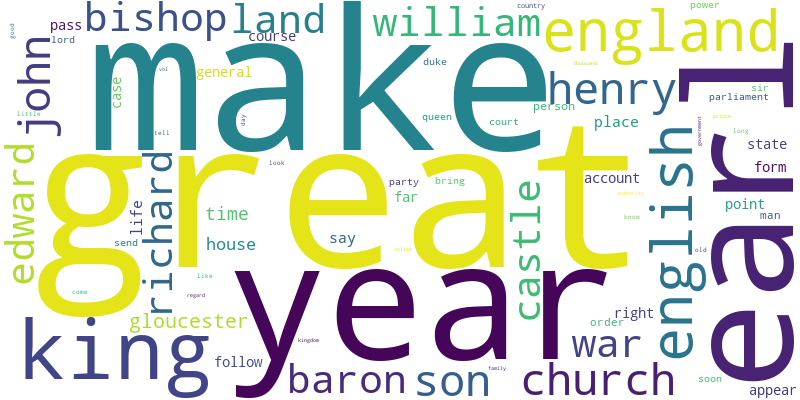 make
great
year
earl
king
england
english
henry
william
bishop
land
john
edward
richard
castle
church
baron
son
war
gloucester
house
time
place
account
state
form
point
right
follow
appear
general
course
pass
lord
case
life
say
far
party
bring
person
court
queen
duke
country
power
sir
parliament
man
long
prove
government
old
know
authority
thousand
order
soon
family
kingdom
regard
like
come
send
look
day
tell
vol
little
good